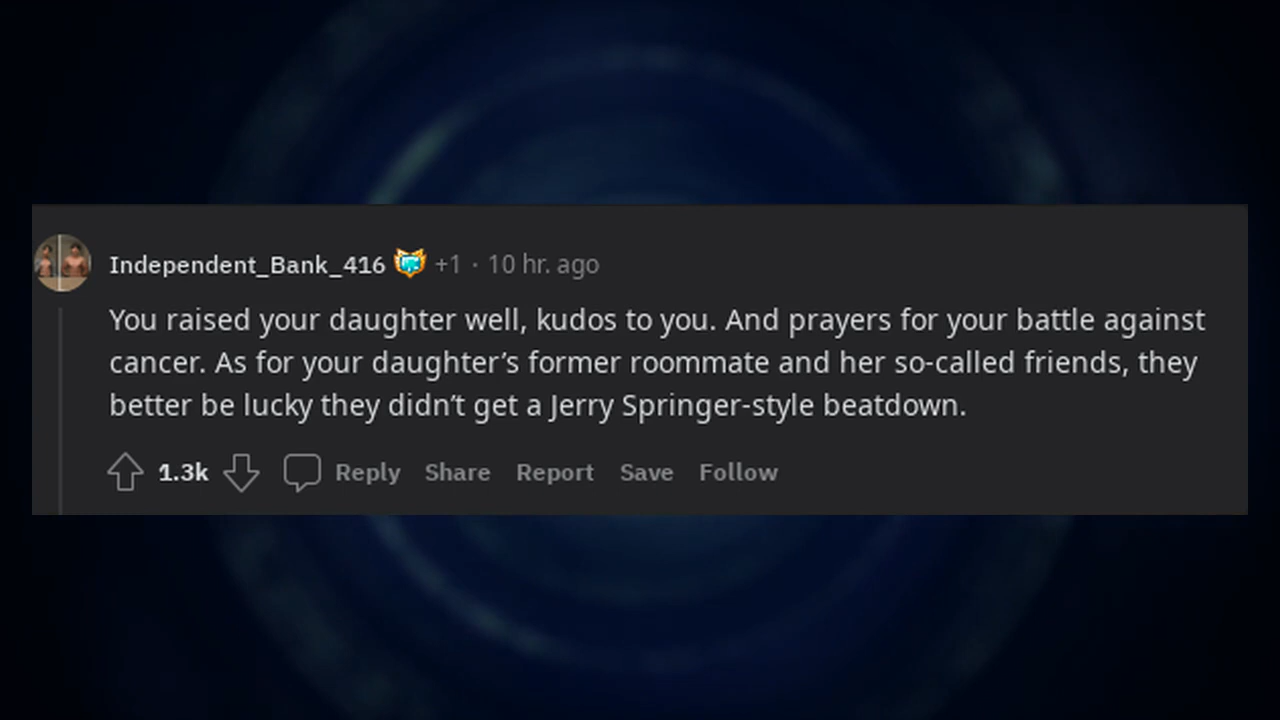 Independent_Bank_416 +1 · 10 hr. ago
You raised your daughter well, kudos to you. And prayers for your battle against
cancer. As for your daughter’s former roommate and her so-called friends, they
better be lucky they didn’t get a Jerry Springer-style beatdown.
1.3k Reply Share Report Save Follow